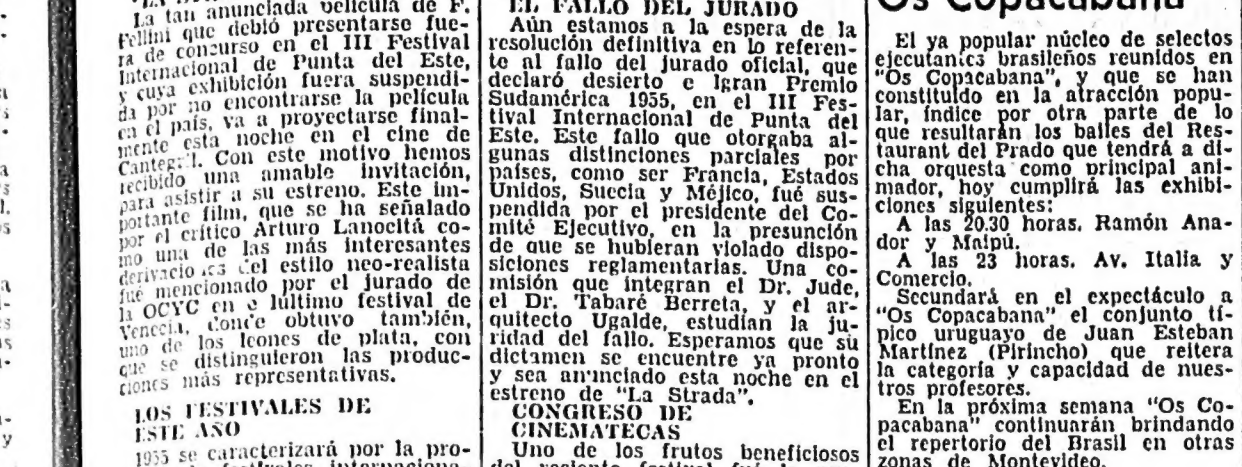 La tan anunciada película de F.
Fellini que debió presentarse fue-
ra de concurso en el III Festival
Internacional de Punta del Este,
y cuya exhibición fuera suspendi-
da por no encontrarse la película
en el país, va a proyectarse final-
mente esta noche en el cine de
Cantegril. Con este motivo hemos
recibido una amable invitación,
para asistir a su estreno. Este im-
portante film, que se ha señalado
por el crítico Arturo Lanocitá co-
mo una de las más interesantes
derivaciones del estilo neo-realista
fué mencionado por el jurado de
la OCYC en e lúltimo festival de
Venecia, donde obtuvo también,
uno de los leones de plata, con
que se distinguieron las produc-
ciones más representativas.
LOS FESTIVALES DE
ESTE AÑO
1955 se caracterizará por la pro-
festivales internaciona-
EL FALLO DEL JURADO
Aún estamos a la espera de la
resolución definitiva en lo referen-
te al fallo del jurado oficial, que
declaró desierto e lgran Premio
Sudamérica 1955, en el III Fes-
tival Internacional de Punta del
Este. Este fallo que otorgaba al-
gunas distinciones parciales por
países, como ser Francia, Estados
Unidos, Suecia y Méjico, fué sus-
pendida por el presidente del Co-
mité Ejecutivo, en la presunción
de que se hubieran violado dispo-
siciones reglamentarias. Una co-
misión que integran el Dr. Jude,
el Dr. Tabaré Berreta, y el ar-
quitecto Ugalde, estudian la ju-
ridad del fallo. Esperamos que su
dictamen se encuentre ya pronto
y sea anunciado esta noche en el
estreno de "La Strada".
CONGRESO DE
CINEMATECAS
Uno de los frutos beneficiosos
del reciente festival fué
Os Copacabana
El ya popular núcleo de selectos
ejecutantes brasileños reunidos en
"Os Copacabana", y que se han
constituído en la atracción popu-
lar, índice por otra parte de lo
que resultarán los bailes del Res-
taurant del Prado que tendrá a di-
cha orquesta como principal ani-
mador, hoy cumplirá las exhibi-
ciones siguientes:
A las 20.30 horas. Ramón Ana-
dor y Maipú.
A las 23 horas. Av. Italia y
Comercio.
Secundará en el expectáculo a
"Os Copacabana" el conjunto tí-
pico uruguayo de Juan Esteban
Martínez (Pirincho) que reitera
la categoría y capacidad de nues-
tros profesores.
En la próxima semana "Os Co-
pacabana" continuarán brindando
el repertorio del Brasil en otras
zonas de Montevideo.